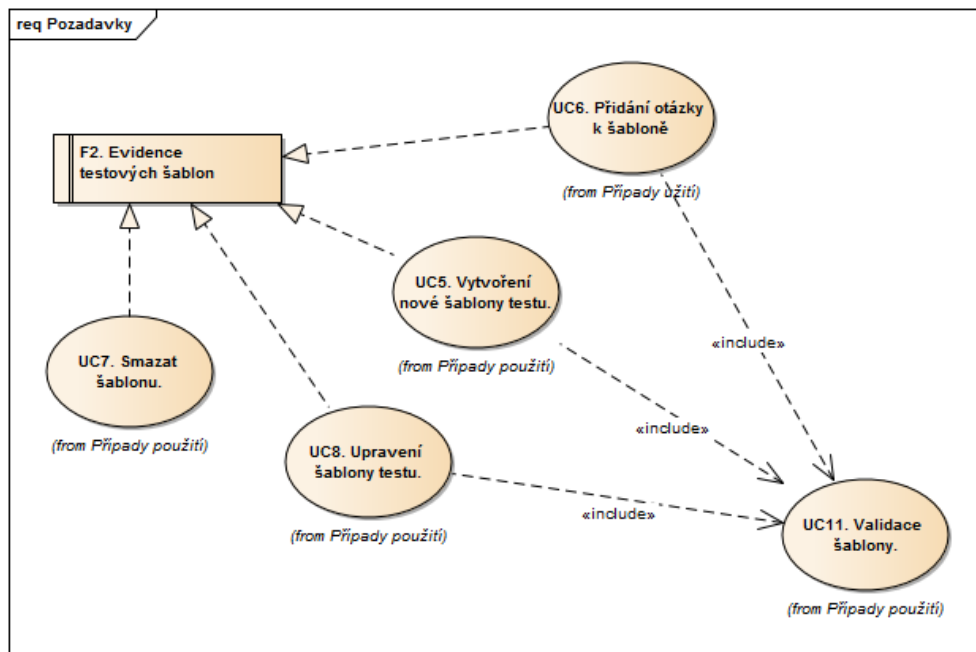 req Pozadavky
UC6. Přidání otázky
k šabloně
(from Případy užití)
F2. Evidence
testových šablon
UC5. Vytvoření
nové šablony testu.
(from Případy použití)
UC7. Smazat
šablonu.
(from Případy použití)
UC8. Upravení
šablony testu.
(from Případy použití)
«include»
«include»
«include»
UC11. Validace
šablony.
(from Případy použití)